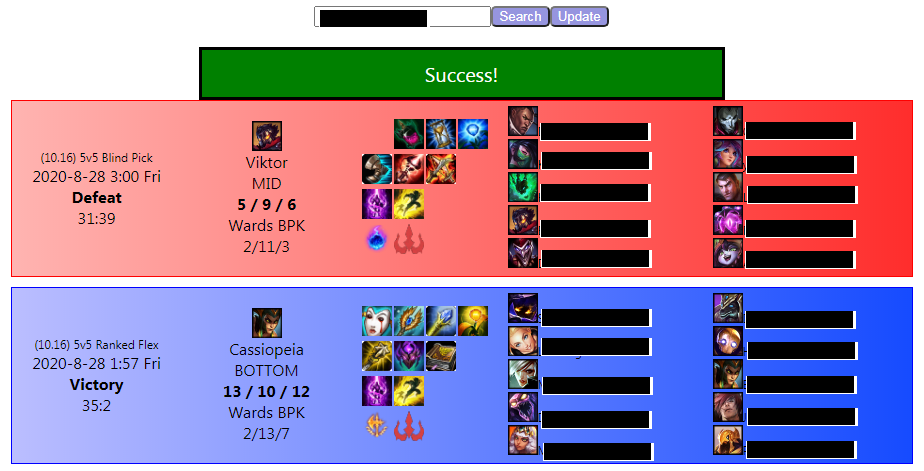 Search Update
Success!
(10.16) 5v5 Blind Pick
2020-8-28 3:00 Fri
Defeat
31:39
Viktor
MID
5 / 9 / 6
Wards BPK
2/11/3
(10.16) 5v5 Ranked Flex
2020-8-28 1:57 Fri
Victory
35:2
Cassiopeia
BOTTOM
13 / 10 / 12
Wards BPK
2/13/7